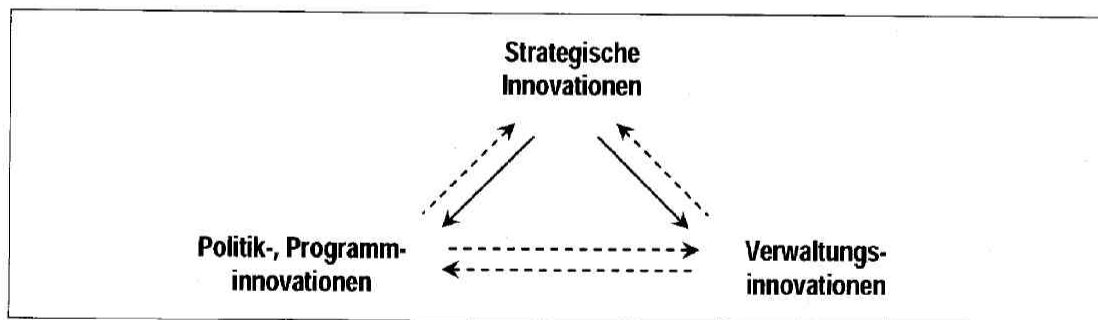 Strategische
Innovationen
Politik-, Programm-
innovationen
Verwaltungs-
innovationen